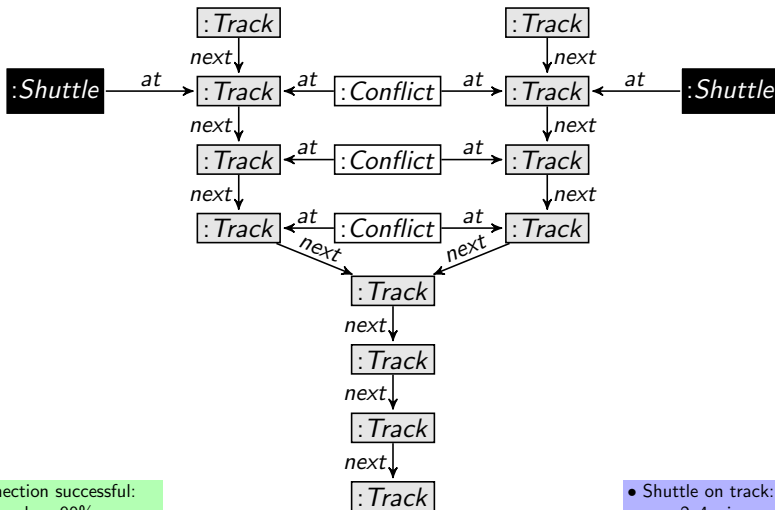 :Track :Track
next next
:Shuttle at :Track at :Conflict at :Track at :Shuttle
next next
:Track at :Conflict at :Track
next next
:Track at :Conflict at :Track
next next
:Track
next
:Track
next
:Track
next
:Track
successful:
• Shuttle on track: